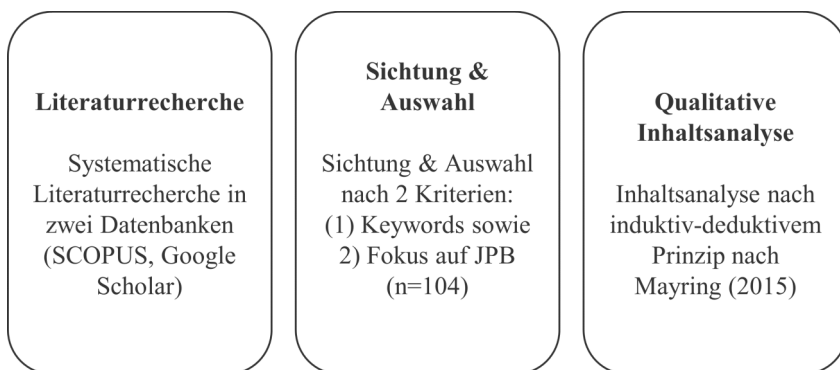 Literaturrecherche
Systematische
Literaturrecherche in
zwei Datenbanken
(SCOPUS, Google
Scholar)
Sichtung &
Auswahl
Sichtung & Auswahl
nach 2 Kriterien:
(1) Keywords sowie
2) Fokus auf JPB
(n=104)
Qualitative
Inhaltsanalyse
Inhaltsanalyse nach
induktiv-deduktivem
Prinzip nach
Mayring (2015)